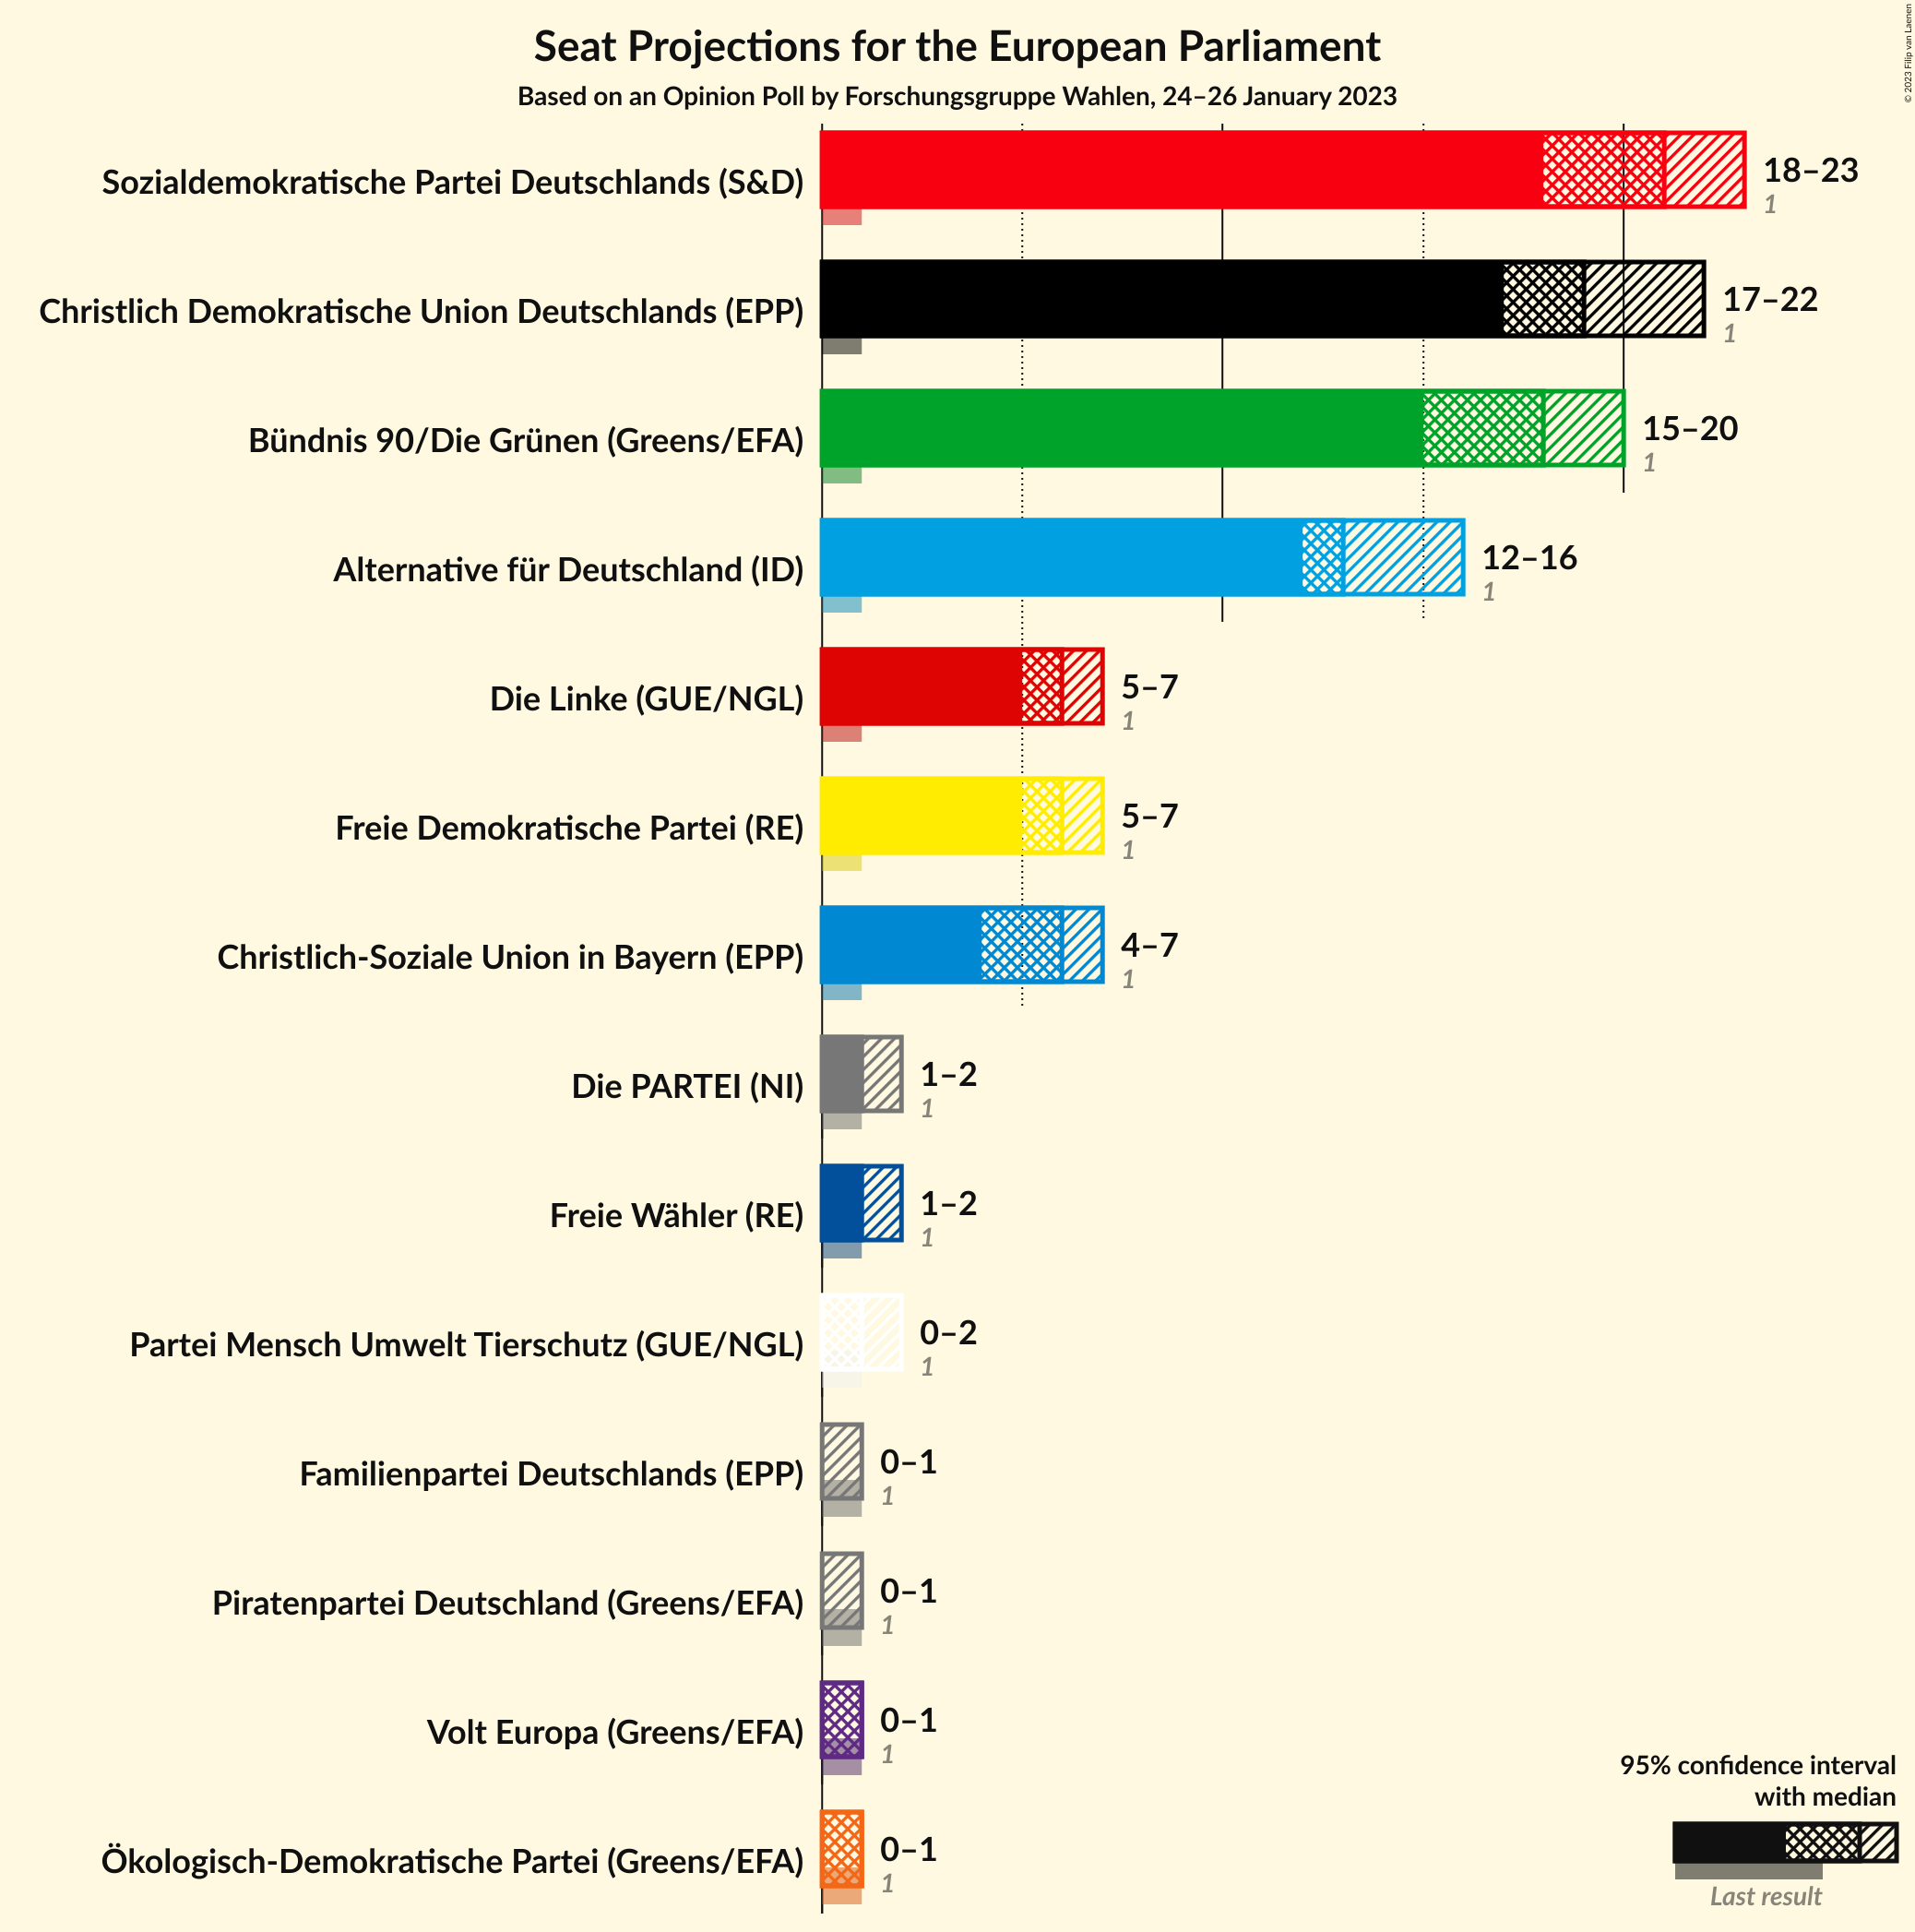 Seat Projections for the European Parliament
Based on an Opinion Poll by Forschungsgruppe Wahlen, 24–26 January 2023
© 2023 Filip van Laenen
Sozialdemokratische Partei Deutschlands (S&D)
18–23
1
Christlich Demokratische Union Deutschlands (EPP)
17–22
1
Bündnis 90/Die Grünen (Greens/EFA)
15–20
1
Alternative für Deutschland (ID)
12–16
1
Die Linke (GUE/NGL)
5–7
1
Freie Demokratische Partei (RE)
5–7
1
Christlich-Soziale Union in Bayern (EPP)
4–7
1
Die PARTEI (NI)
1–2
1
Freie Wähler (RE)
1–2
1
Partei Mensch Umwelt Tierschutz (GUE/NGL)
0–2
1
Familienpartei Deutschlands (EPP)
0–1
1
Piratenpartei Deutschland (Greens/EFA)
0–1
1
Volt Europa (Greens/EFA)
0–1
1
Ökologisch-Demokratische Partei (Greens/EFA)
0–1
1
95% confidence interval
with median
Last result